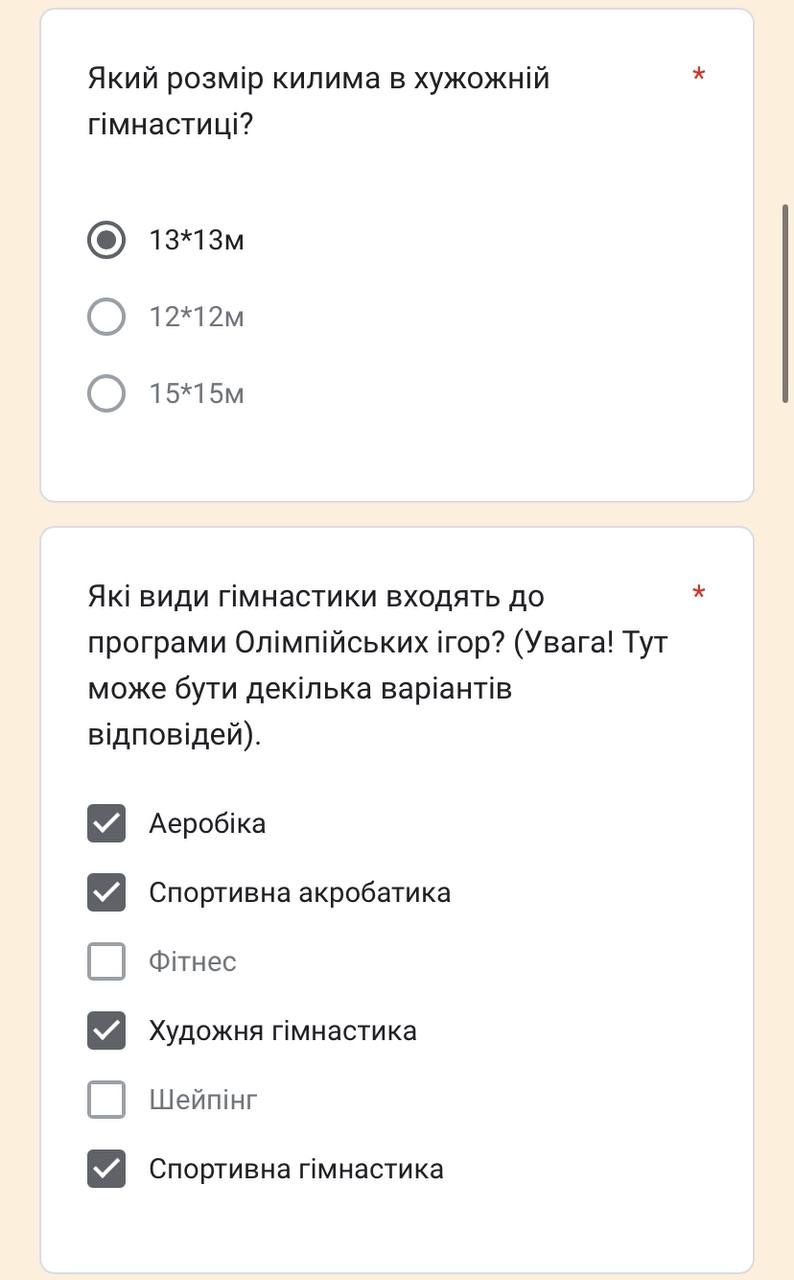 Який розмір килима в хужожній *
гімнастиці?
13*13м
12*12м
15*15м
Які види гімнастики входять до *
програми Олімпійських ігор? (Увага! Тут
може бути декілька варіантів
відповідей).
Аеробіка
Спортивна акробатика
Фітнес
Художня гімнастика
Шейпінг
Спортивна гімнастика